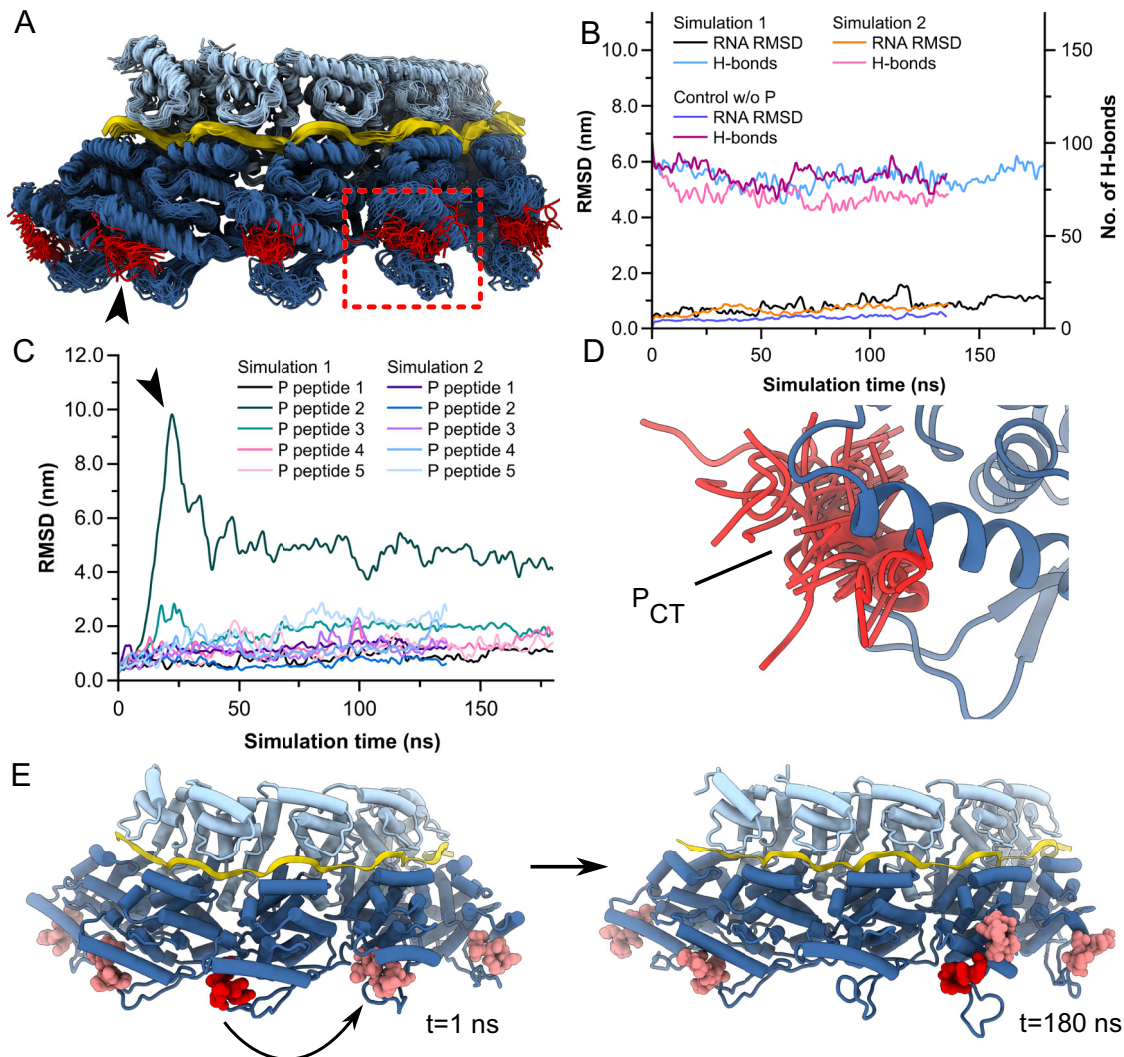 A
B
Simulation 1 Simulation 2
RNA RMSD RNA RMSD
H-bonds H-bonds
Control w/o P
RNA RMSD
H-bonds
10.0
8.0
6.0
4.0
2.0
0.0
RMSD (nm)
150
100
50
0
No. of H-bonds
0 50 100 150
Simulation time (ns)
C
Simulation 1 Simulation 2
P peptide 1 P peptide 1
P peptide 2 P peptide 2
P peptide 3 P peptide 3
P peptide 4 P peptide 4
P peptide 5 P peptide 5
12.0
10.0
8.0
6.0
4.0
2.0
0.0
RMSD (nm)
0 50 100 150
Simulation time (ns)
D
PCT
E
t=1 ns
t=180 ns